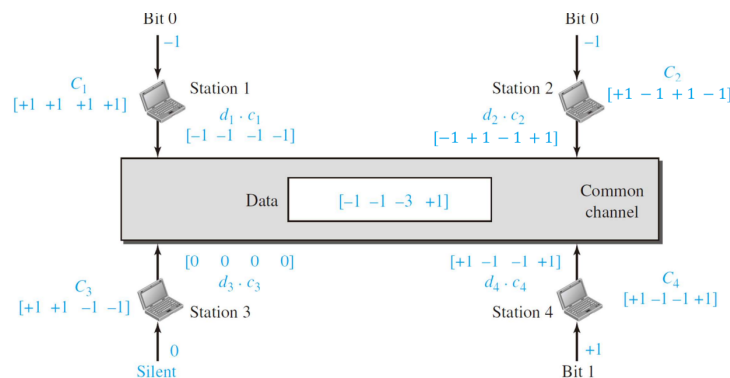 Bit 0
Bit 0
–1
–1
C1
[+1 +1 +1 +1]
Station 1
Station 2
C2
[+1 − 1 + 1 − 1]
d1 · c1
[–1 –1 –1 –1]
d2 · c2
[−1 + 1 − 1 + 1]
Data
[–1 –1 –3 +1]
Common
channel
[0 0 0 0]
d3 · c3
[+1 –1 –1 +1]
d4 · c4
C3
[+1 +1 –1 –1]
Station 3
Station 4
C4
[+1 –1 –1 +1]
0
Silent
+1
Bit 1